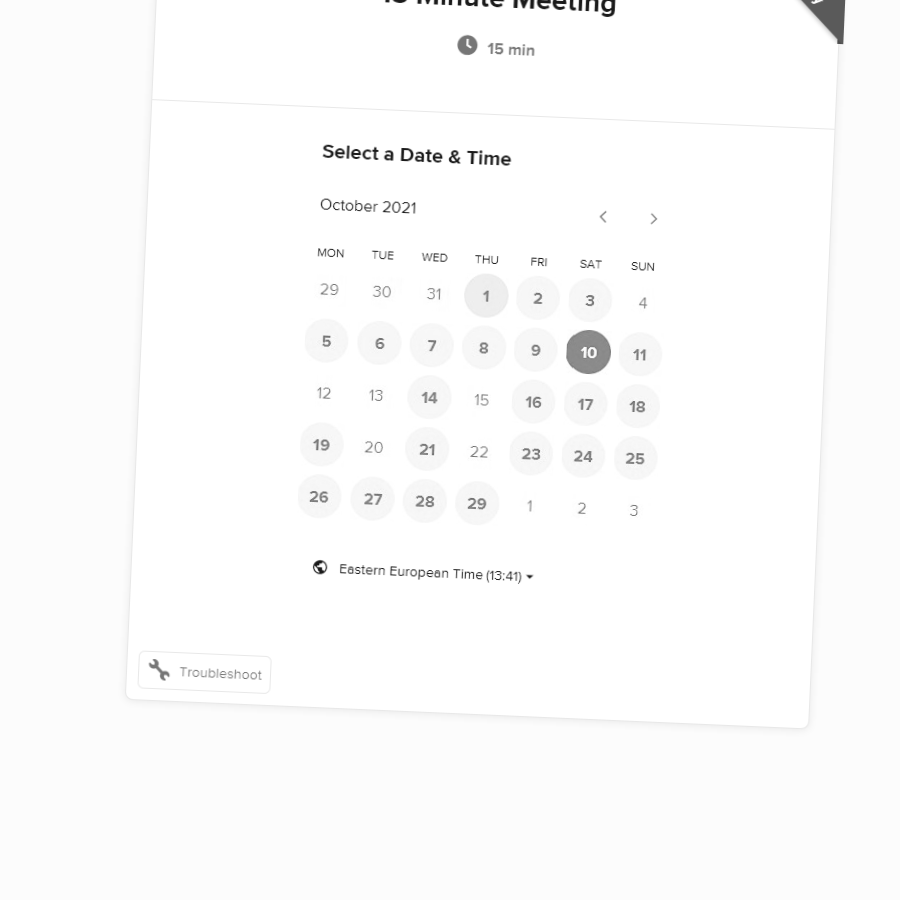 Minute Meeting
15 min
Select a Date & Time
October 2021
MON TUE WED THU FRI SAT SUN
29 30 31 1 2 3 4
5 6 7 8 9 10 11
12 13 14 15 16 17 18
19 20 21 22 23 24 25
26 27 28 29 1 2 3
Eastern European Time (13:41)
Troubleshoot